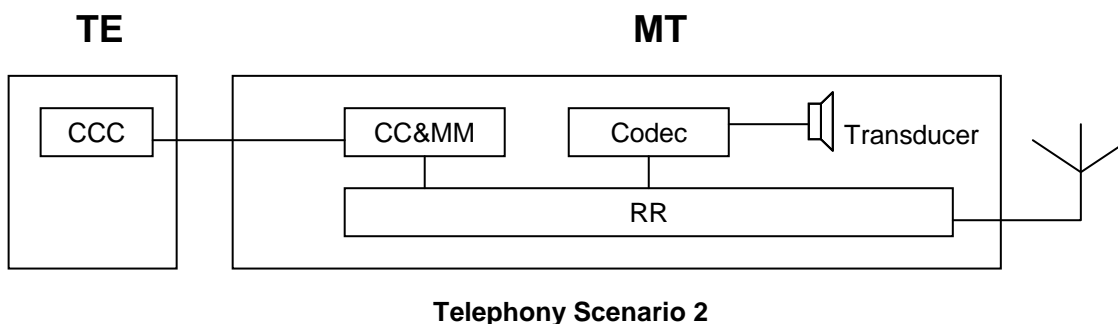 TE MT
CCC CC&MM Codec Transducer
RR
Telephony Scenario 2